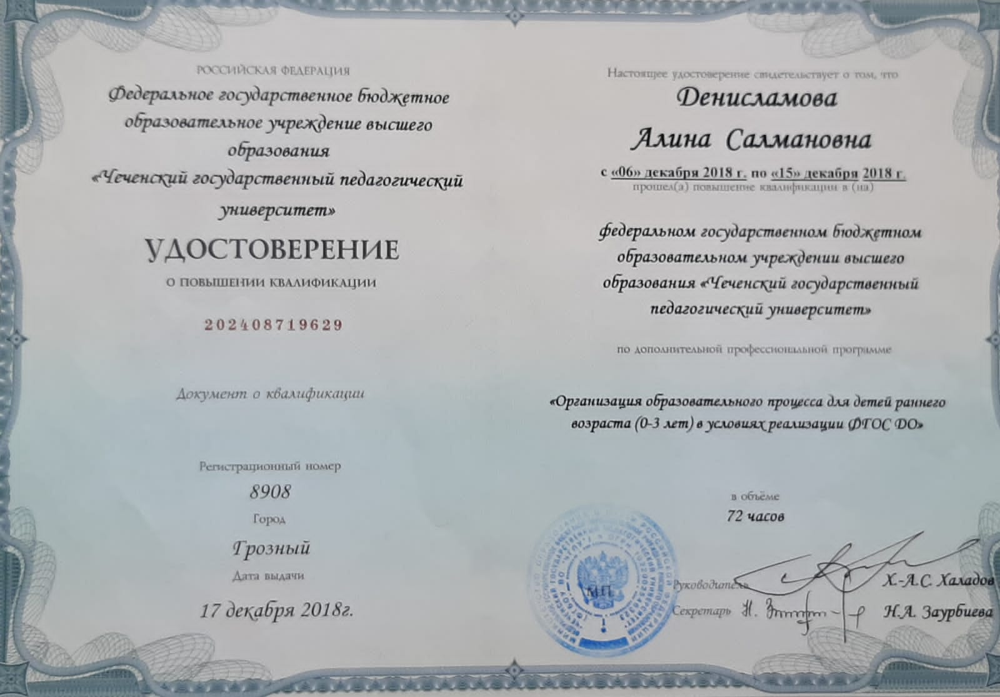 РОССИЙСКАЯ ФЕДЕРАЦИЯ
Федеральное государственное бюджетное
образовательное учреждение высшего
образования
«Чеченский государственный педагогический
университет»
УДОСТОВЕРЕНИЕ
О ПОВЫШЕНИИ КВАЛИФИКАЦИИ
202408719629
Документ о квалификации
Регистрационный номер
8908
Город
Грозный
Дата выдачи
17 декабря 2018г.
Настоящее удостоверение свидетельствует о том, что
Денисламова
Алина Салмановна
с «06» декабря 2018 г. по «15» декабря 2018 г.
прошел(а) повышение квалификации в (на)
федеральном государственном бюджетном
образовательном учреждении высшего
образования «Чеченский государственный
педагогический университет»
по дополнительной профессиональной программе
«Организация образовательного процесса для детей раннего
возраста (0-3 лет) в условиях реализации ФГОС ДО»
в объёме
72 часов
М.П.
Руководитель Х.-А.С. Халадов
Секретарь Н.А. Заурбиева